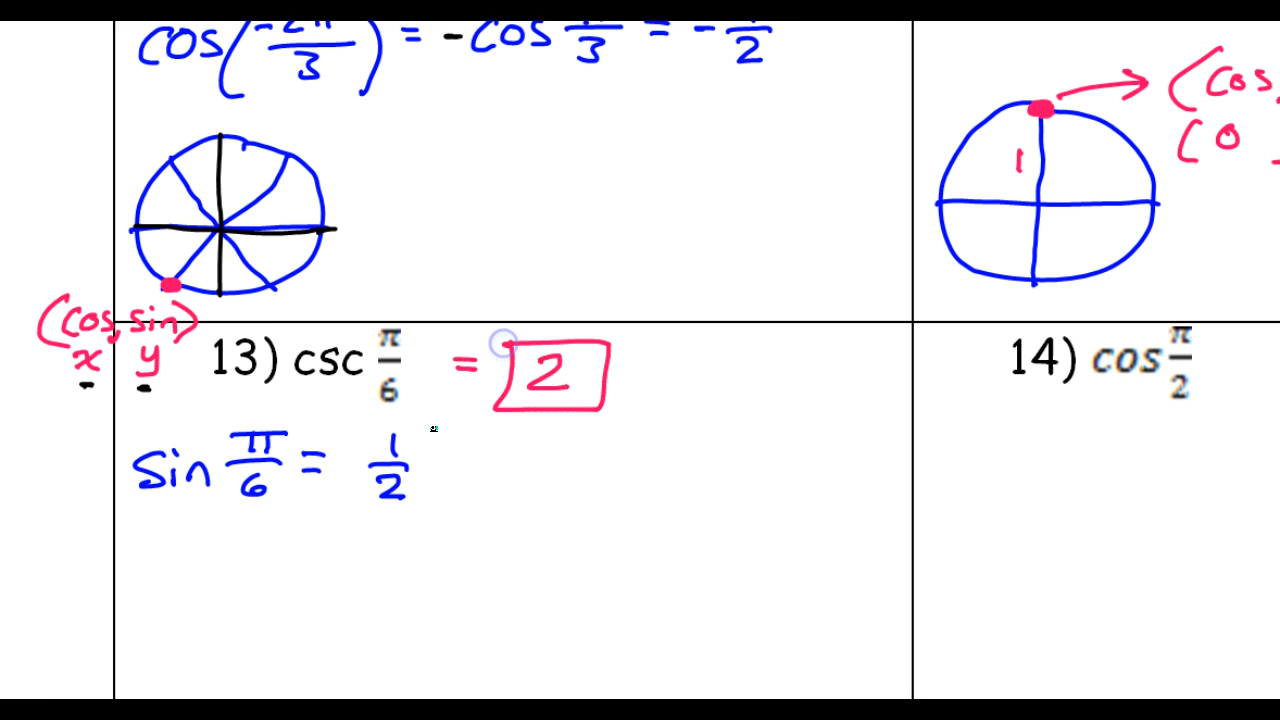 cos(-2π/3) = -cos π/3 = -1/2
(cos,
(0
1
(cos, sin)
x y
- -
13) csc π/6 = 2
14) cos π/2
sin π/6 = 1/2